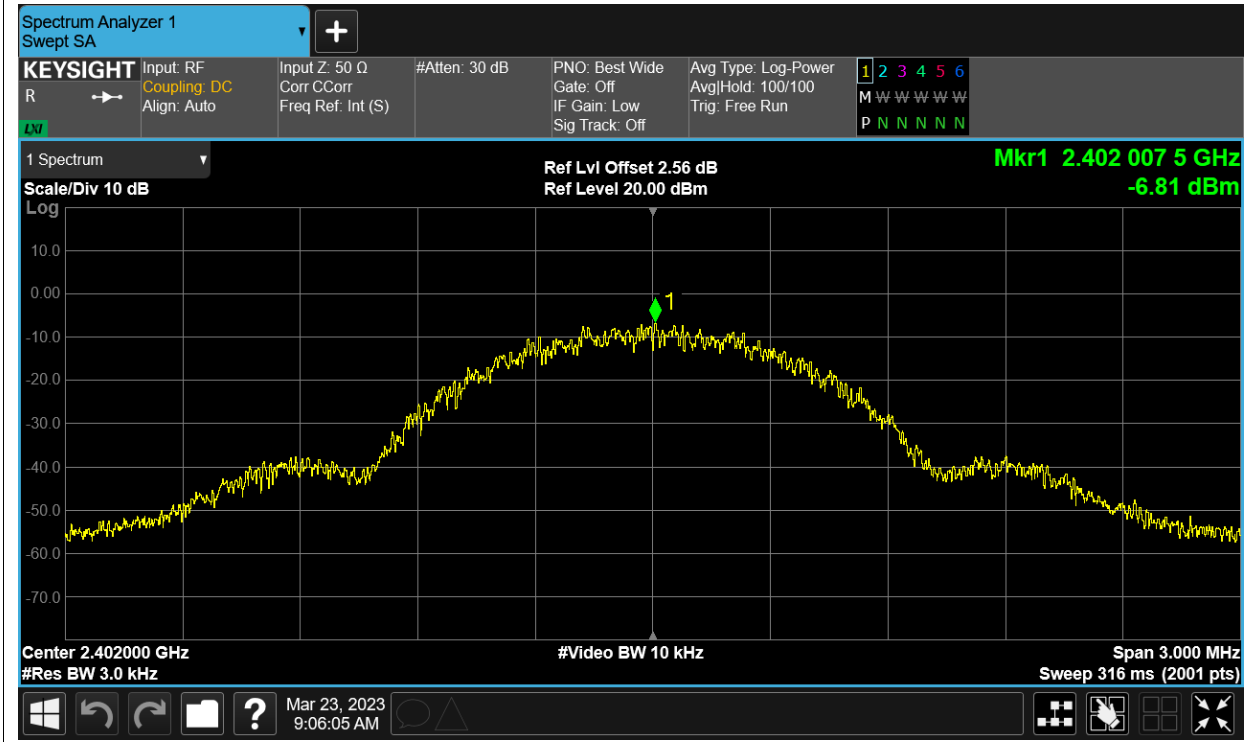 Spectrum Analyzer 1
Swept SA
+
KEYSIGHT
R
LXI
Input: RF
Coupling: DC
Align: Auto
Input Z: 50 Ω
Corr CCorr
Freq Ref: Int (S)
#Atten: 30 dB
PNO: Best Wide
Gate: Off
IF Gain: Low
Sig Track: Off
Avg Type: Log-Power
Avg|Hold: 100/100
Trig: Free Run
1 2 3 4 5 6
M W W W W W W
P N N N N N N
1 Spectrum
Scale/Div 10 dB
Log
Ref Lvl Offset 2.56 dB
Ref Level 20.00 dBm
Mkr1 2.402 007 5 GHz
-6.81 dBm
10.0
0.00
-10.0
-20.0
-30.0
-40.0
-50.0
-60.0
-70.0
1
Center 2.402000 GHz
#Video BW 10 kHz
Span 3.000 MHz
#Res BW 3.0 kHz
Sweep 316 ms (2001 pts)
?
Mar 23, 2023
9:06:05 AM